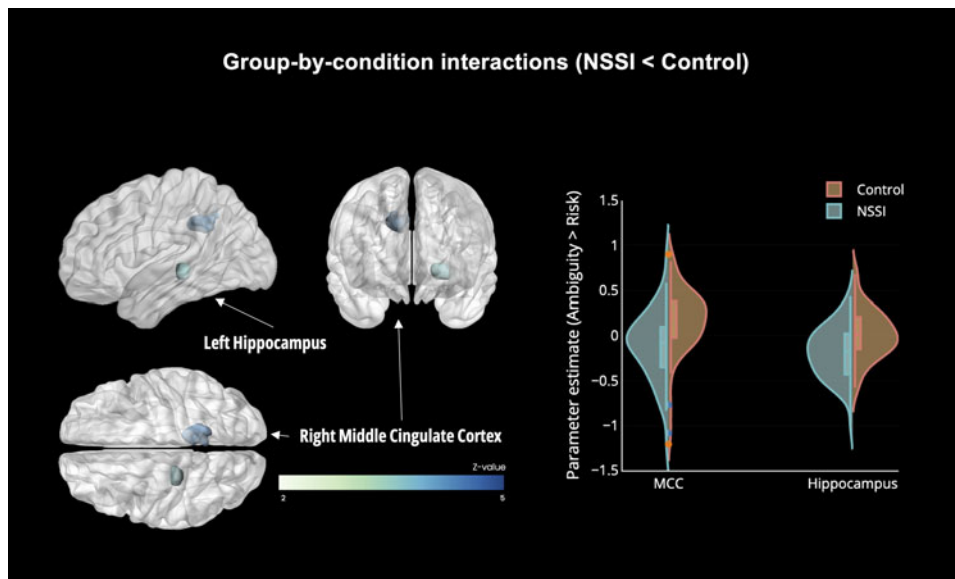 Group-by-condition interactions (NSSI < Control)
Left Hippocampus
Right Middle Cingulate Cortex
Z-value
2
5
Control
NSSI
Parameter estimate (Ambiguity > Risk)
1.5
1
0.5
0
−0.5
−1
−1.5
MCC
Hippocampus